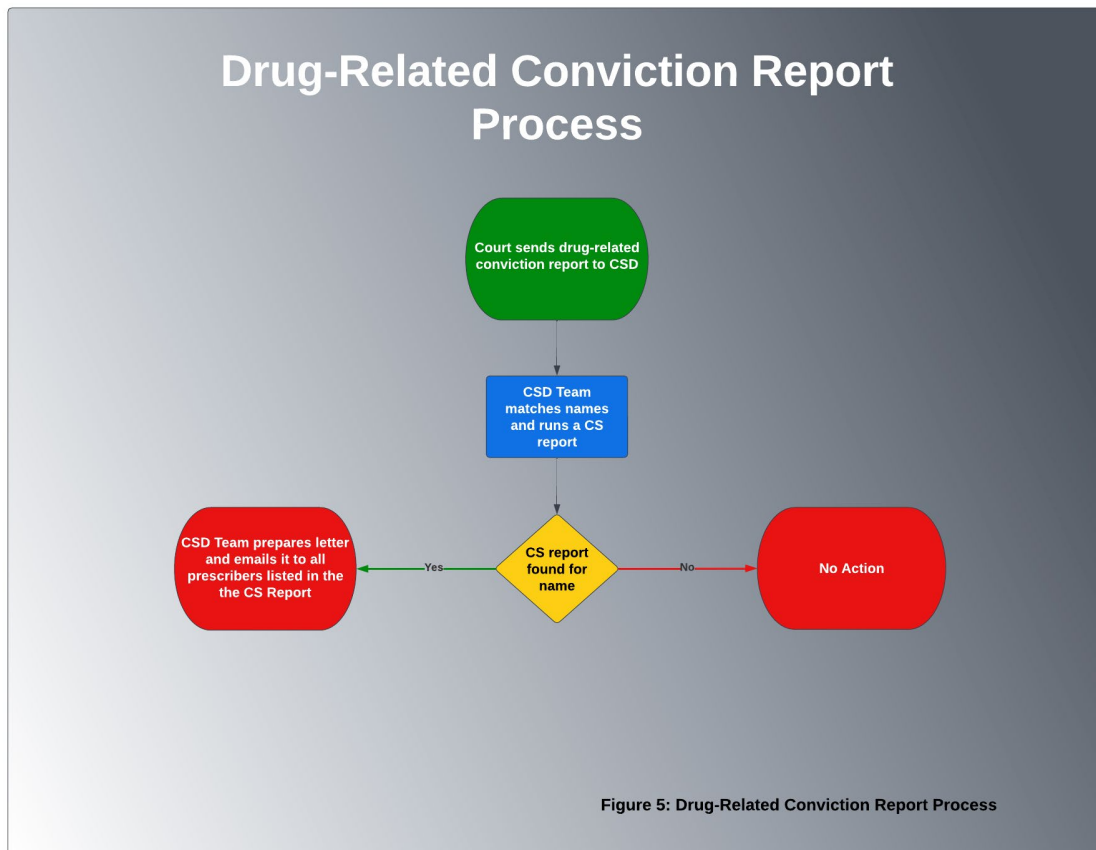 Drug-Related Conviction Report
Process
Court sends drug-related
conviction report to CSD
CSD Team
matches names
and runs a CS
report
CS report
found for
name
Yes
No
CSD Team prepares letter
and emails it to all
prescribers listed in the
the CS Report
No Action
Figure 5: Drug-Related Conviction Report Process